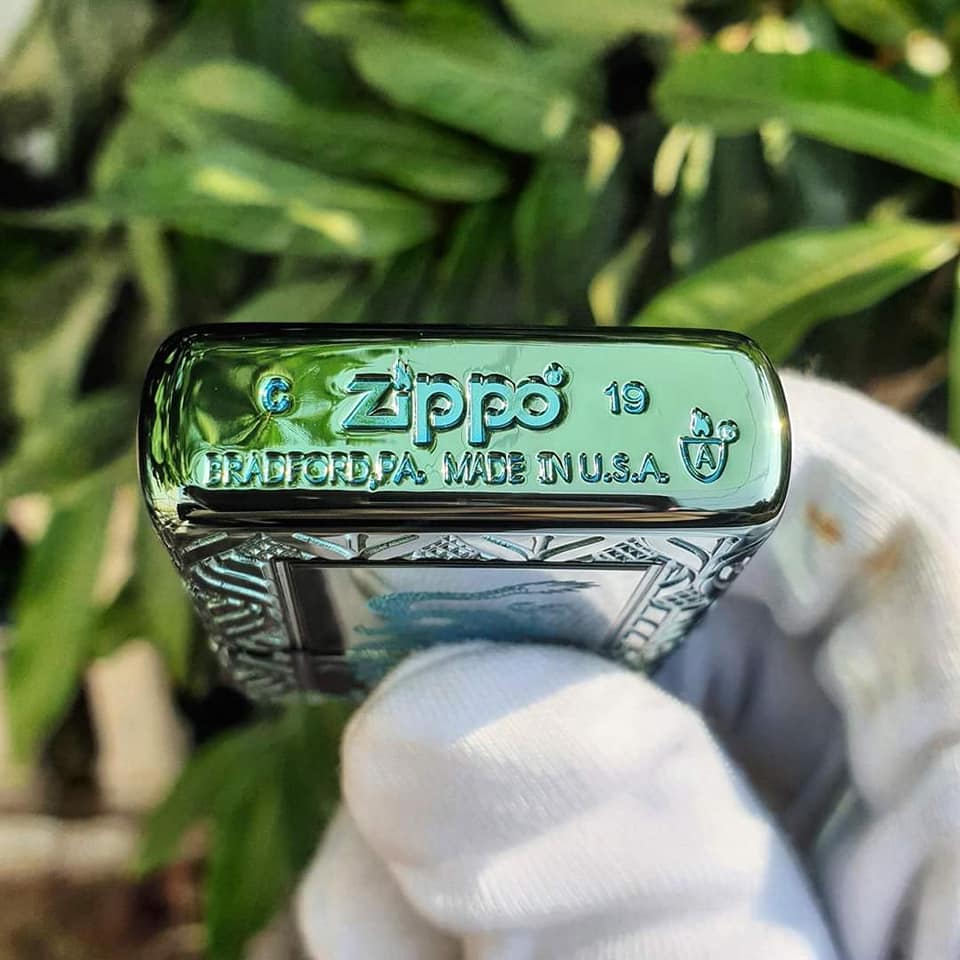 G Zippo 19
BRADFORD,PA. MADE IN U.S.A.
A